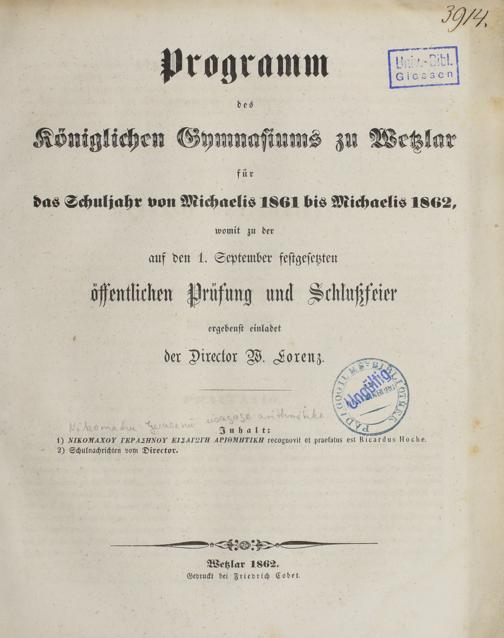 3914.
Univ.-Bibl.
Giessen
Programm
des
Königlichen Gymnasiums zu Wetzlar
für
das Schuljahr von Michaelis 1861 bis Michaelis 1862,
womit zu der
auf den 1. September festgesetzten
öffentlichen Prüfung und Schlußfeier
ergebenst einladet
der Director W. Lorenz.
PÄDAGOGIUMS-BIBLIOTHEK
Ungültig
Inhalt:
1) ΝΙΚΟΜΑΧΟΥ ΓΕΡΑΣΗΝΟΥ ΕΙΣΑΓΩΓΗ ΑΡΙΘΜΗΤΙΚΗ recognovit et praefatus est Ricardus Hoche.
2) Schulnachrichten vom Director.
Wetzlar 1862.
Gedruckt bei Friedrich Cobet.